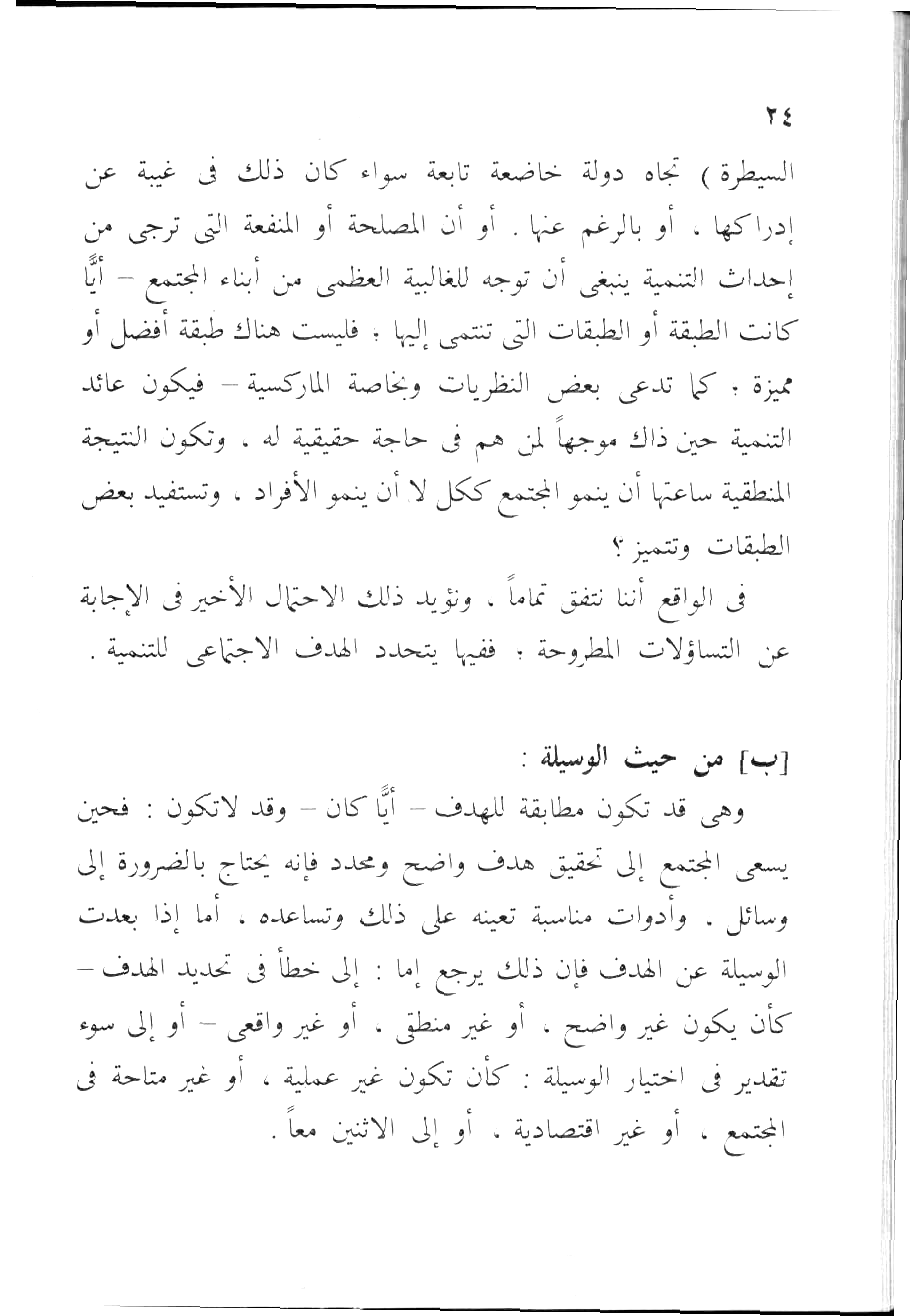 ٢٤
السيطرة ) تجاه دولة خاضعة تابعة سواء كان ذلك فى غيبة عن
إدراكها ، أو بالرغم عنها . أو أن المصلحة أو المنفعة التى ترجى من
إحداث التنمية ينبغى أن توجه للغالبية العظمى من أبناء المجتمع – أيًّا
كانت الطبقة أو الطبقات التى تنتمى إليها ؛ فليست هناك طبقة أفضل أو
مميزة ؛ كما تدعى بعض النظريات وبخاصة الماركسية – فيكون عائد
التنمية حين ذاك موجهاً لمن هم فى حاجة حقيقية له . وتكون النتيجة
المنطقية ساعتها أن ينمو المجتمع ككل لا أن ينمو الأفراد ، وتستفيد بعض
الطبقات وتتميز ؟
فى الواقع أننا نتفق تماماً ، ونؤيد ذلك الاحتمال الأخير فى الإجابة
عن التساؤلات المطروحة ؛ ففيها يتحدد الهدف الاجتماعى للتنمية .
[ب] من حيث الوسيلة :
وهى قد تكون مطابقة للهدف – أيًّا كان – وقد لاتكون : فحين
يسعى المجتمع إلى تحقيق هدف واضح ومحدد فإنه يحتاج بالضرورة إلى
وسائل . وأدوات مناسبة تعينه على ذلك وتساعده ، أما إذا بعدت
الوسيلة عن الهدف فإن ذلك يرجع إما : إلى خطأ فى تحديد الهدف –
كأن يكون غير واضح ، أو غير منطقى ، أو غير واقعى – أو إلى سوء
تقدير فى اختيار الوسيلة : كأن تكون غير عملية ، أو غير متاحة فى
المجتمع ، أو غير اقتصادية ، أو إلى الاثنين معاً .